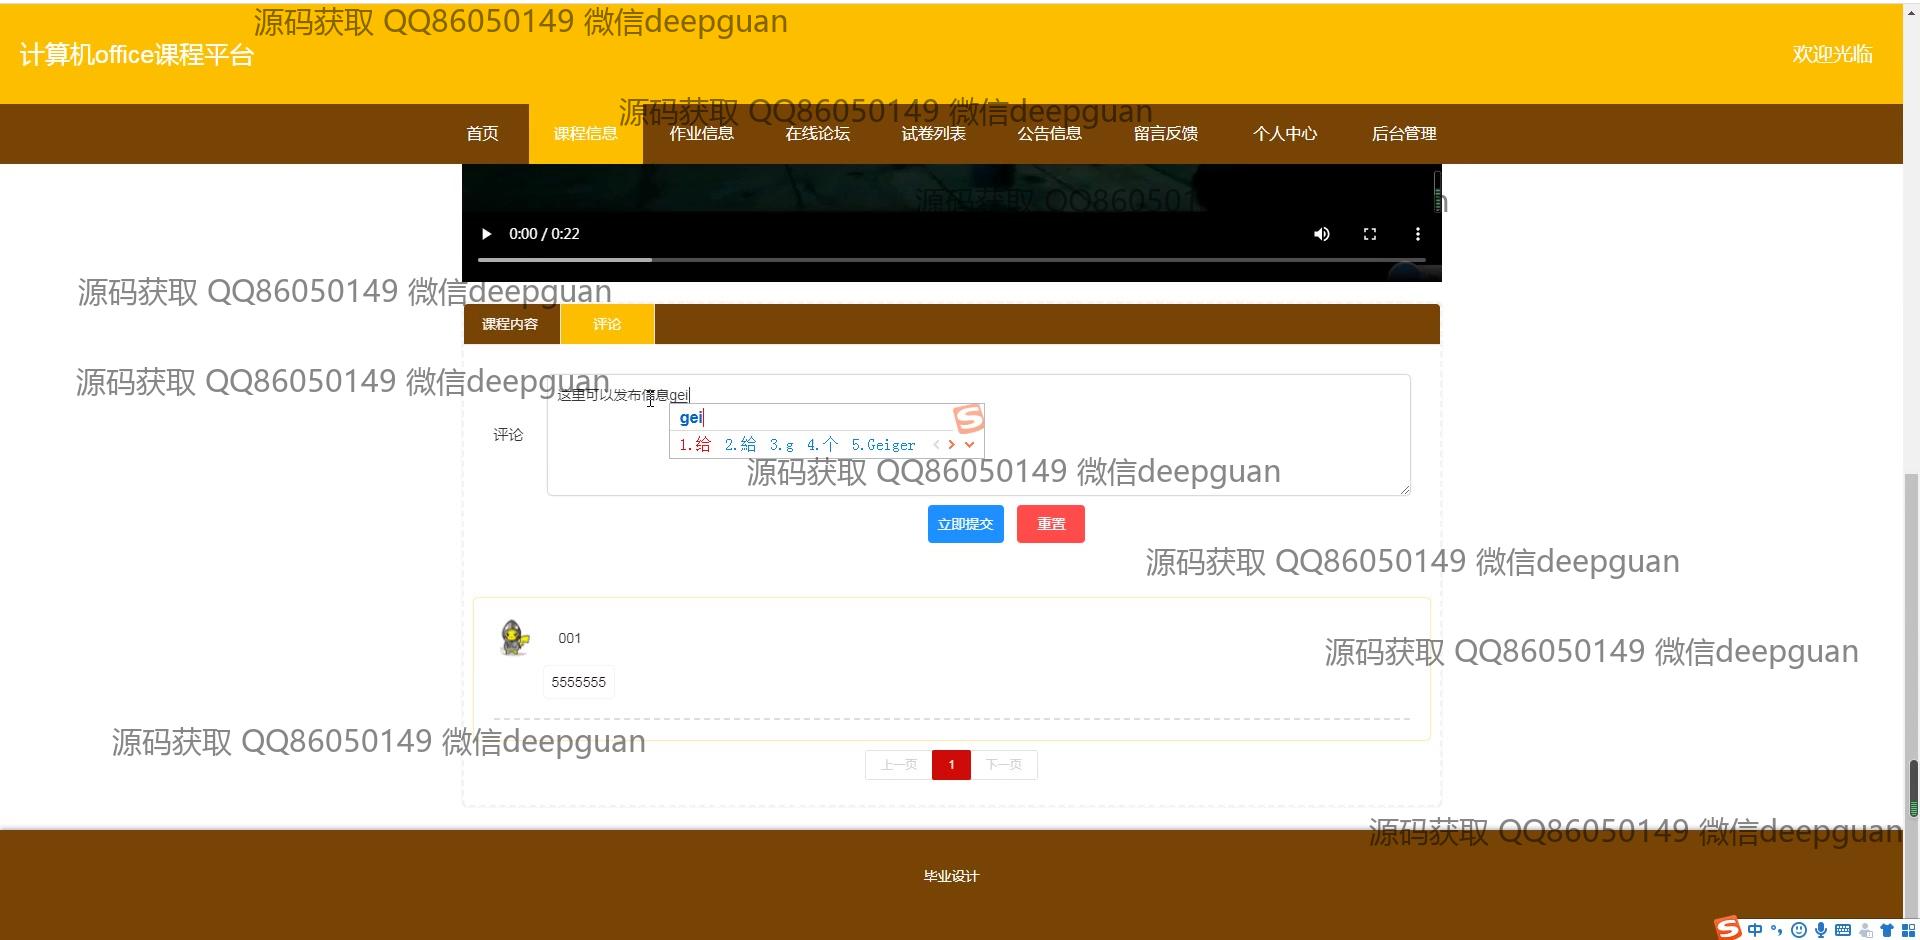 源码获取 QQ86050149 微信deepguan
计算机office课程平台
欢迎光临
源码获取 QQ86050149 微信deepguan
首页 课程信息 作业信息 在线论坛 试卷列表 公告信息 留言反馈 个人中心 后台管理
源码获取 QQ86050149
0:00 / 0:22
源码获取 QQ86050149 微信deepguan
课程内容 评论
源码获取 QQ86050149 微信deepguan
这里可以发布信息gei
gei
评论
1.给 2.給 3.g 4.个 5.Geiger
源码获取 QQ86050149 微信deepguan
立即提交 重置
源码获取 QQ86050149 微信deepguan
001
源码获取 QQ86050149 微信deepguan
5555555
源码获取 QQ86050149 微信deepguan
上一页 1 下一页
源码获取 QQ86050149 微信deepguan
毕业设计
中